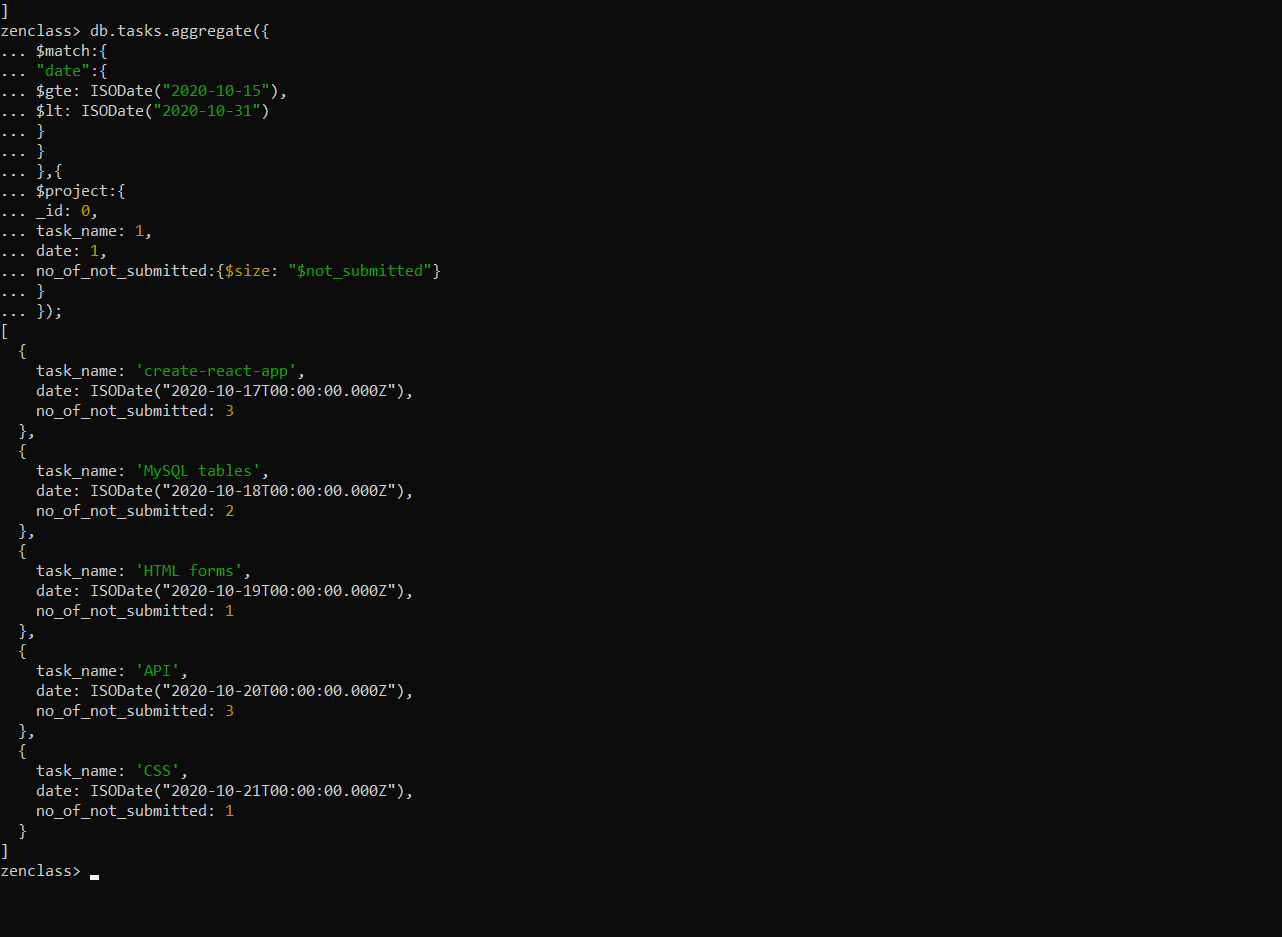 ]
zenclass> db.tasks.aggregate({
... $match:{
... "date":{
... $gte: ISODate("2020-10-15"),
... $lt: ISODate("2020-10-31")
... }
... }
... },{
... $project:{
... _id: 0,
... task_name: 1,
... date: 1,
... no_of_not_submitted:{$size: "$not_submitted"}
... }
... });
[
  {
    task_name: 'create-react-app',
    date: ISODate("2020-10-17T00:00:00.000Z"),
    no_of_not_submitted: 3
  },
  {
    task_name: 'MySQL tables',
    date: ISODate("2020-10-18T00:00:00.000Z"),
    no_of_not_submitted: 2
  },
  {
    task_name: 'HTML forms',
    date: ISODate("2020-10-19T00:00:00.000Z"),
    no_of_not_submitted: 1
  },
  {
    task_name: 'API',
    date: ISODate("2020-10-20T00:00:00.000Z"),
    no_of_not_submitted: 3
  },
  {
    task_name: 'CSS',
    date: ISODate("2020-10-21T00:00:00.000Z"),
    no_of_not_submitted: 1
  }
]
zenclass>